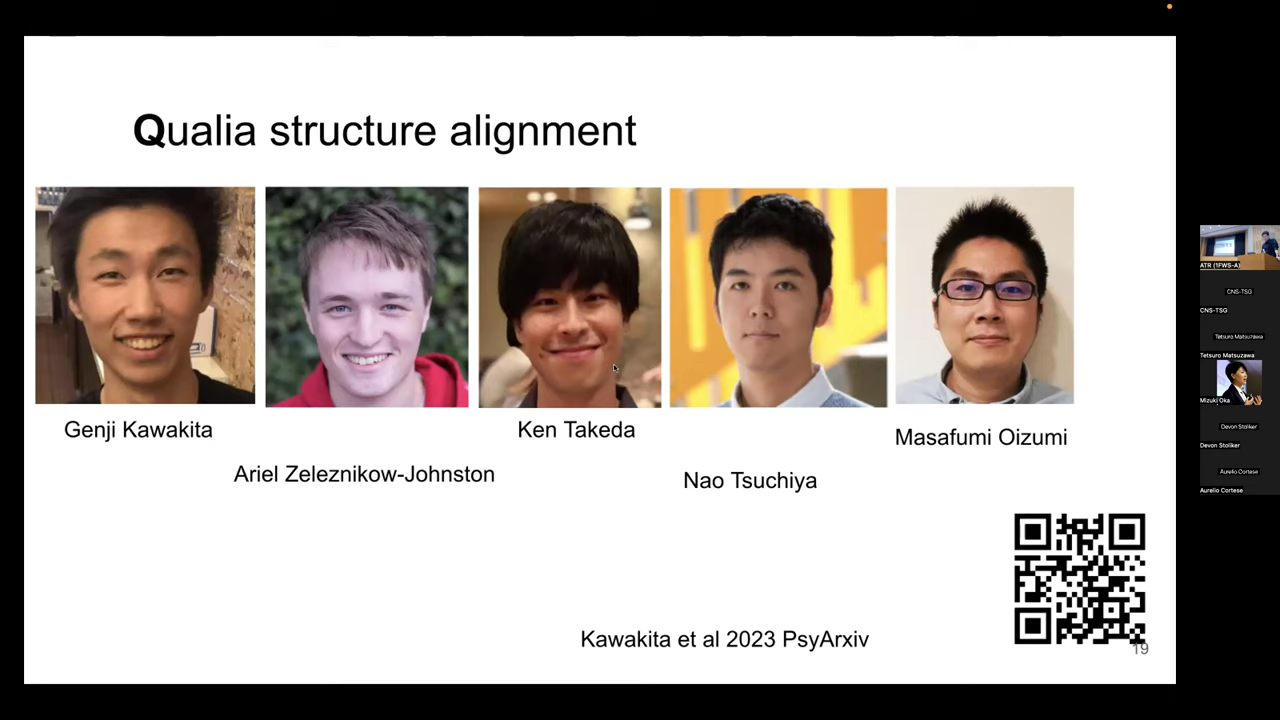 Qualia structure alignment
Genji Kawakita
Ariel Zeleznikow-Johnston
Ken Takeda
Nao Tsuchiya
Masafumi Oizumi
Kawakita et al 2023 PsyArxiv
19
ATR (1FWS-A)
CNS-TSG
CNS-TSG
Tetsuro Matsuzawa
Tetsuro Matsuzawa
Mizuki Oka
Devon Stoliker
Devon Stoliker
Aurelio Cortese
Aurelio Cortese